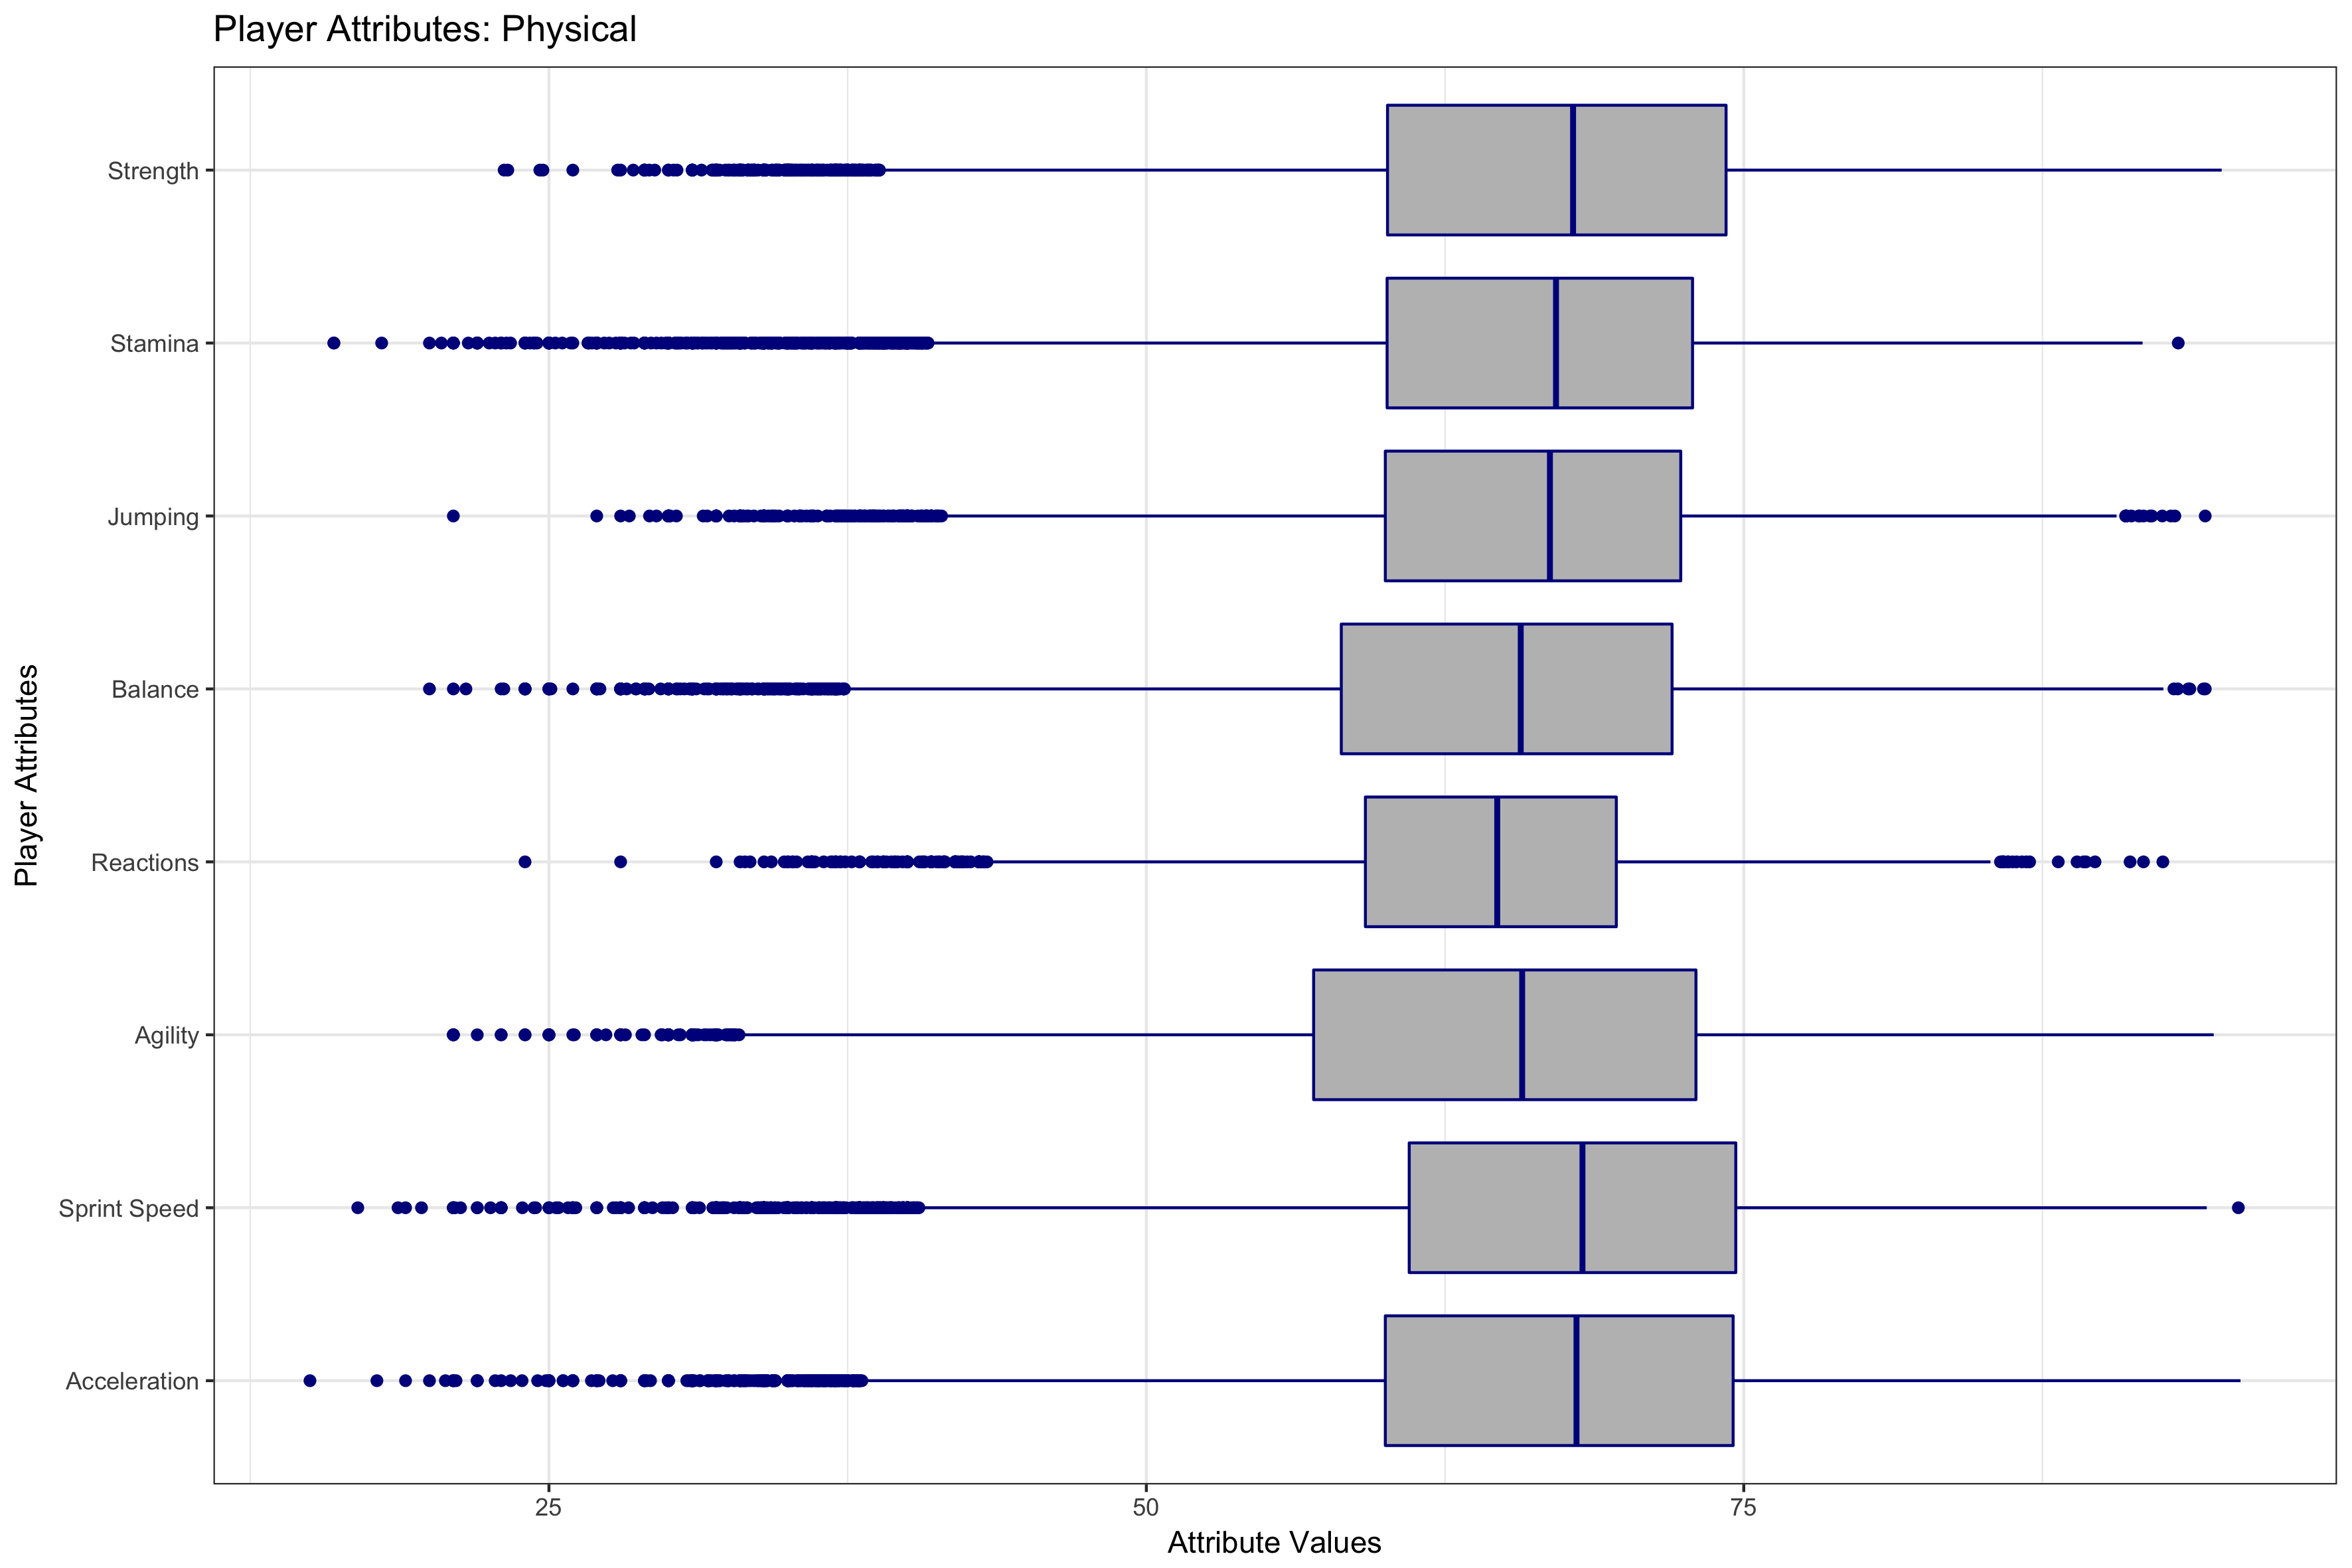 Player Attributes: Physical
Player Attributes
Strength
Stamina
Jumping
Balance
Reactions
Agility
Sprint Speed
Acceleration
25
50
75
Attribute Values